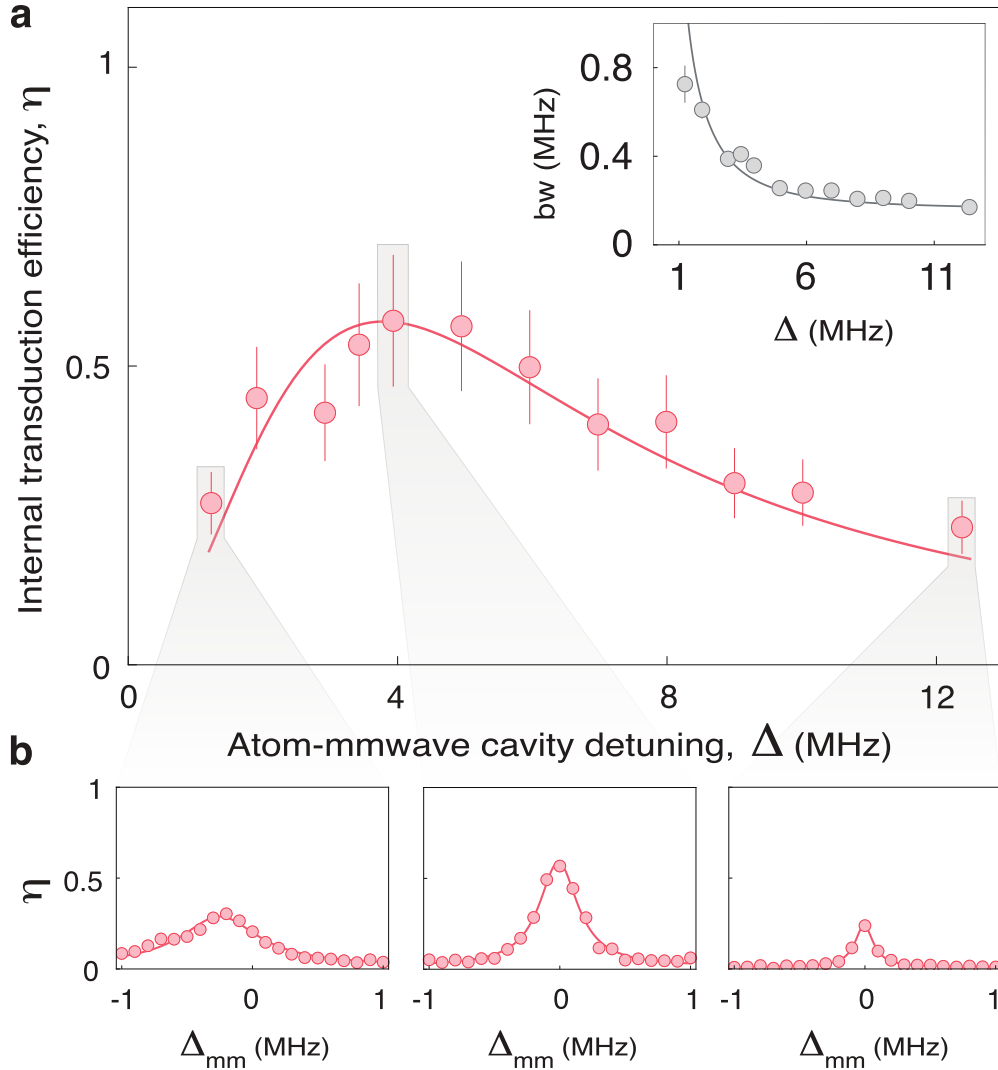 a
Internal transduction efficiency, η
1
0.5
0
0
4
8
12
Atom-mmwave cavity detuning, Δ (MHz)
bw (MHz)
0.8
0.4
0
1
6
11
Δ (MHz)
b
η
1
0.5
0
-1
0
1
Δmm (MHz)
-1
0
1
Δmm (MHz)
-1
0
1
Δmm (MHz)